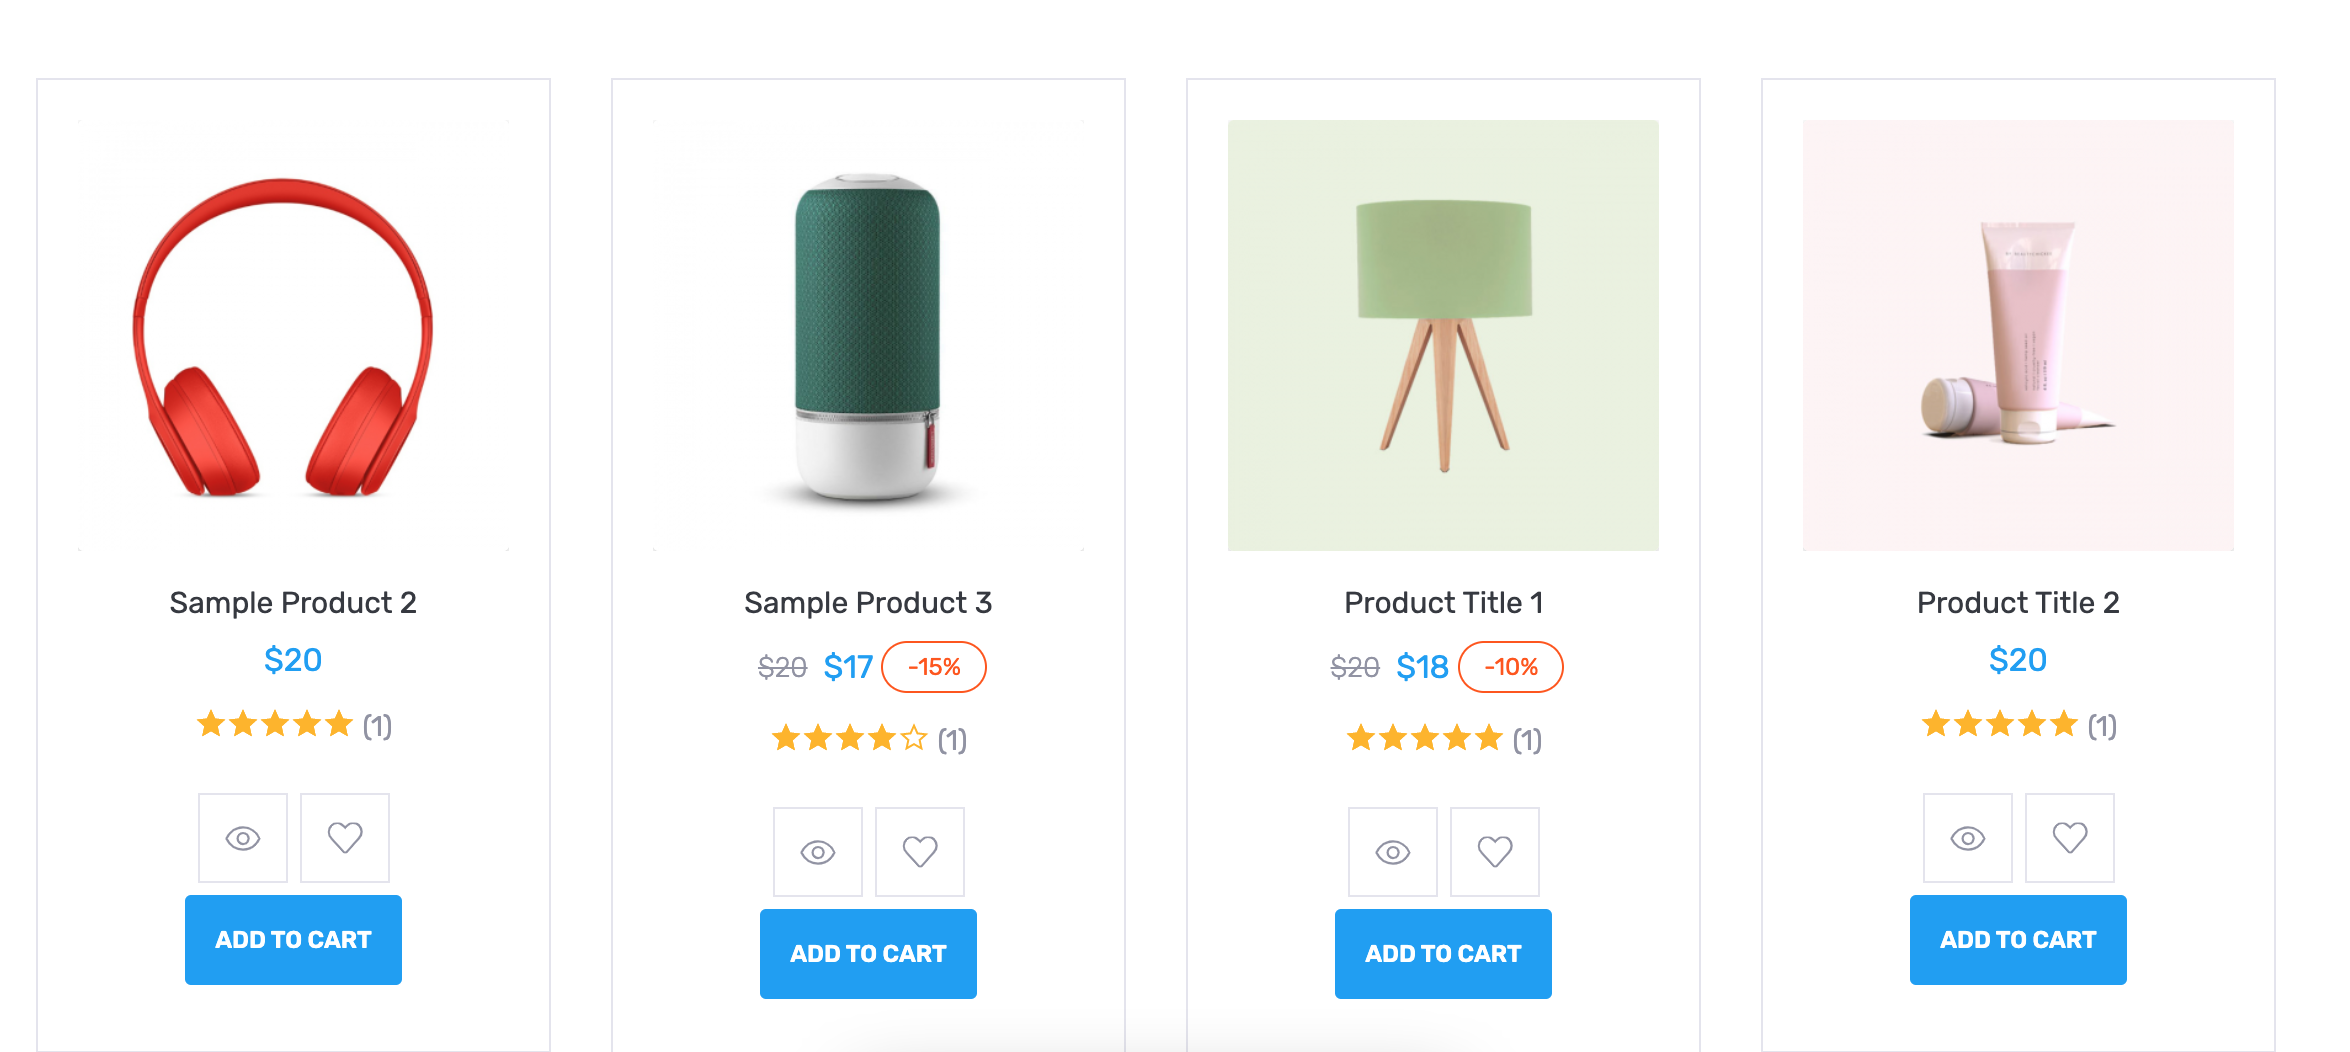 Sample Product 2
$20
(1)
ADD TO CART
Sample Product 3
$20 $17 -15%
(1)
ADD TO CART
Product Title 1
$20 $18 -10%
(1)
ADD TO CART
Product Title 2
$20
(1)
ADD TO CART